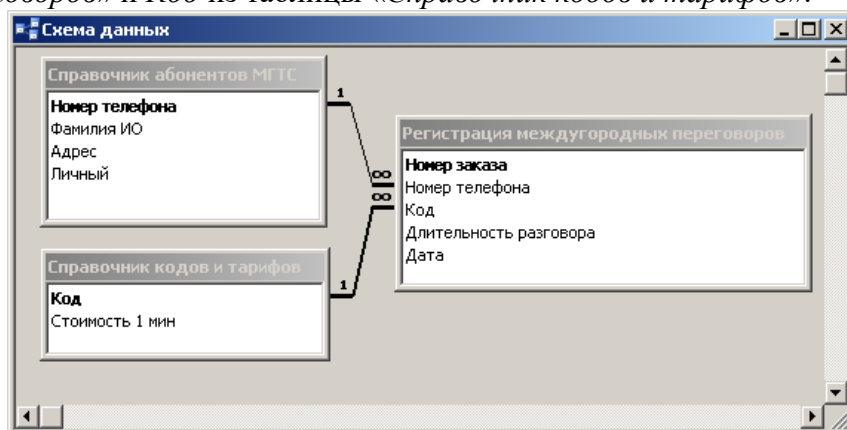 Схема данных
Справочник абонентов МГТС
Номер телефона
Фамилия ИО
Адрес
Личный
1
∞
∞
1
Регистрация междугородных переговоров
Номер заказа
Номер телефона
Код
Длительность разговора
Дата
Справочник кодов и тарифов
Код
Стоимость 1 мин